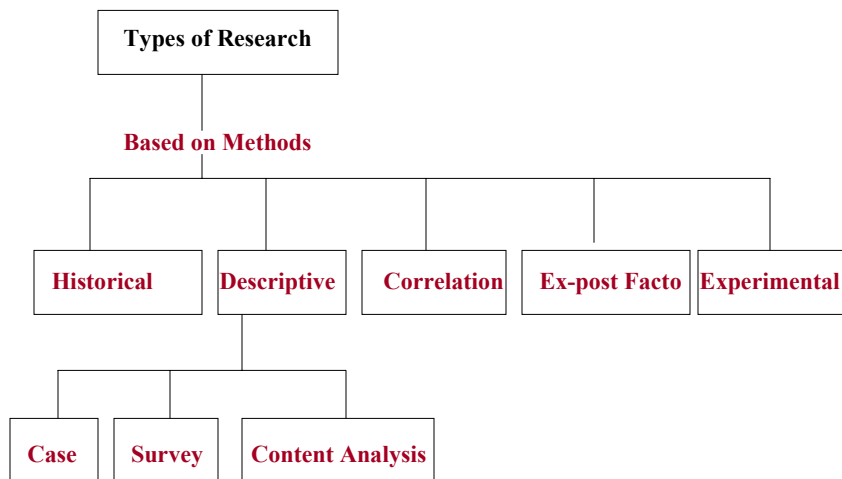 Types of Research
Based on Methods
Historical
Descriptive
Correlation
Ex-post Facto
Experimental
Case
Survey
Content Analysis